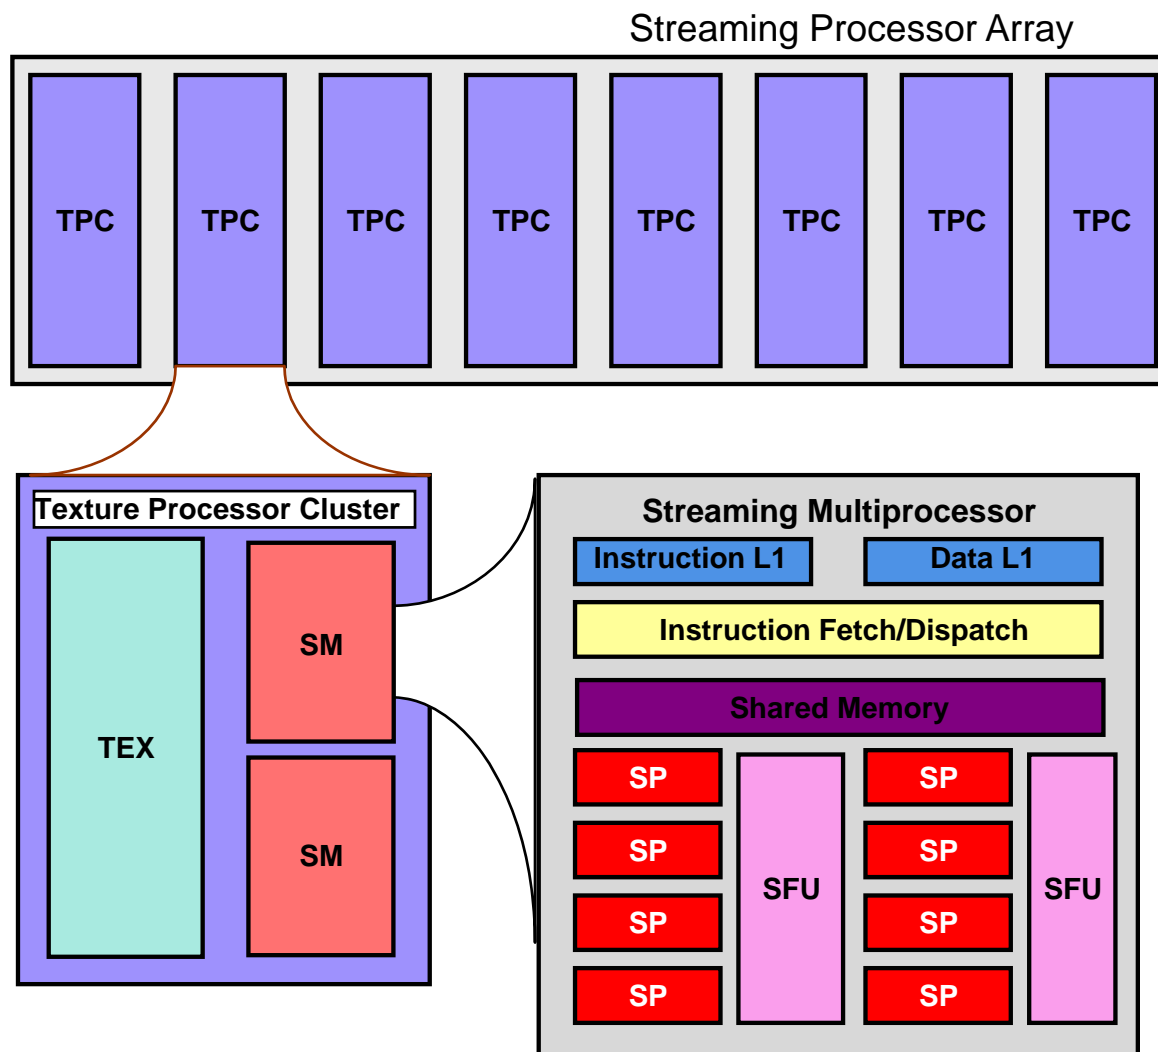 Streaming Processor Array
TPC TPC TPC TPC TPC TPC TPC TPC
Texture Processor Cluster
TEX
SM
SM
Streaming Multiprocessor
Instruction L1 Data L1
Instruction Fetch/Dispatch
Shared Memory
SP SP
SP SP
SFU SFU
SP SP
SP SP